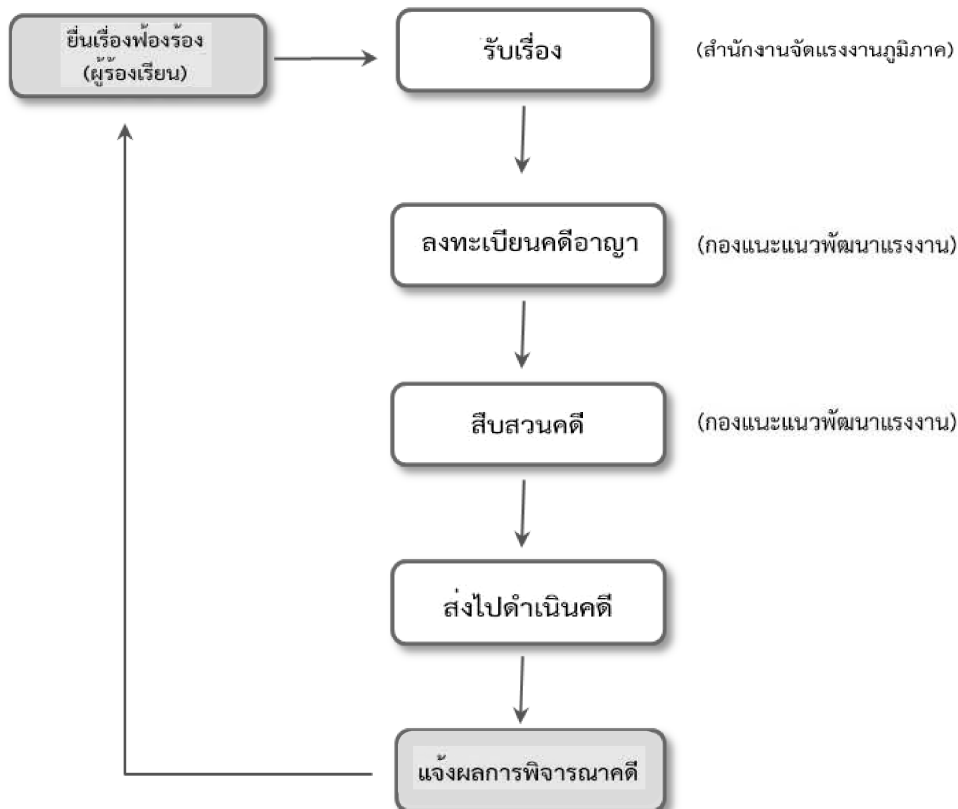 ยื่นเรื่องฟ้องร้อง
(ผู้ร้องเรียน)
รับเรื่อง
(สำนักงานจัดแรงงานภูมิภาค)
ลงทะเบียนคดีอาญา
(กองแนะแนวพัฒนาแรงงาน)
สืบสวนคดี
(กองแนะแนวพัฒนาแรงงาน)
ส่งไปดำเนินคดี
แจ้งผลการพิจารณาคดี